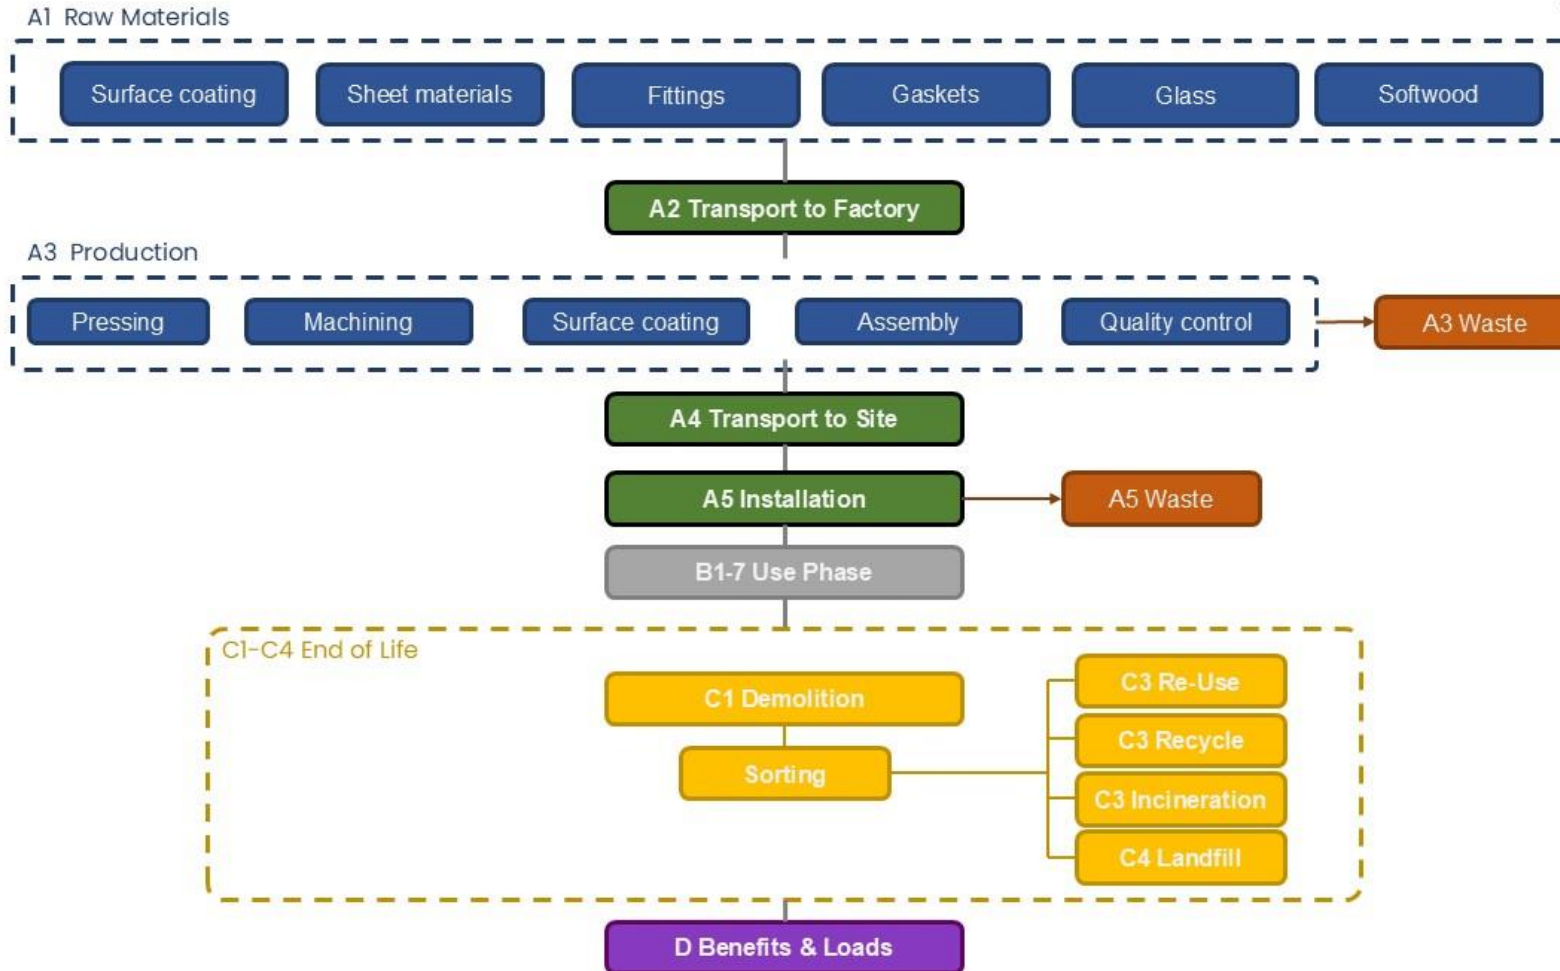 A1 Raw Materials
Surface coating
Sheet materials
Fittings
Gaskets
Glass
Softwood
A2 Transport to Factory
A3 Production
Pressing
Machining
Surface coating
Assembly
Quality control
A3 Waste
A4 Transport to Site
A5 Installation
A5 Waste
B1-7 Use Phase
C1-C4 End of Life
C1 Demolition
Sorting
C3 Re-Use
C3 Recycle
C3 Incineration
C4 Landfill
D Benefits & Loads